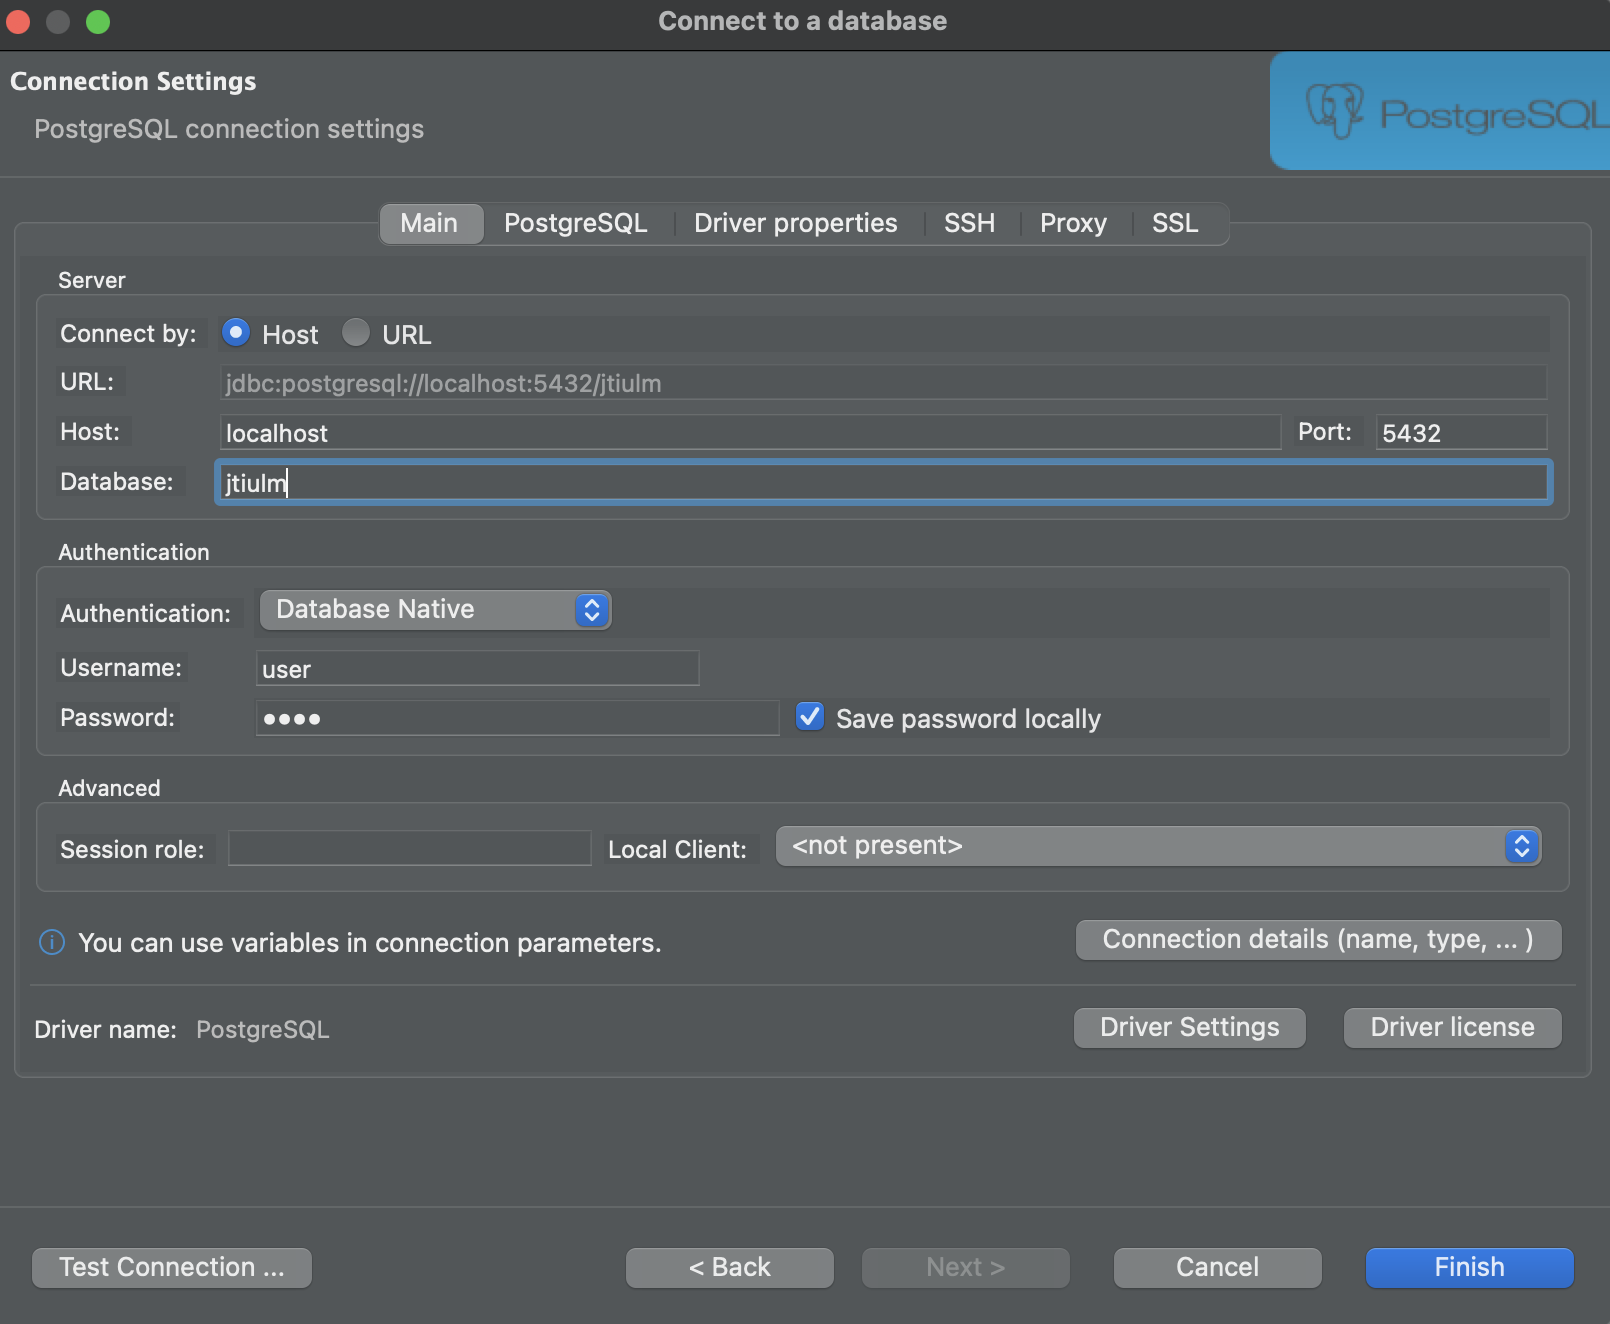 Connect to a database
Connection Settings
PostgreSQL connection settings
PostgreSQL
Main PostgreSQL Driver properties SSH Proxy SSL
Server
Connect by: Host URL
URL: jdbc:postgresql://localhost:5432/jtiulm
Host: localhost Port: 5432
Database: jtiulm
Authentication
Authentication: Database Native
Username: user
Password: ●●●● Save password locally
Advanced
Session role: Local Client: <not present>
You can use variables in connection parameters. Connection details (name, type, ... )
Driver name: PostgreSQL Driver Settings Driver license
Test Connection ... < Back Next > Cancel Finish